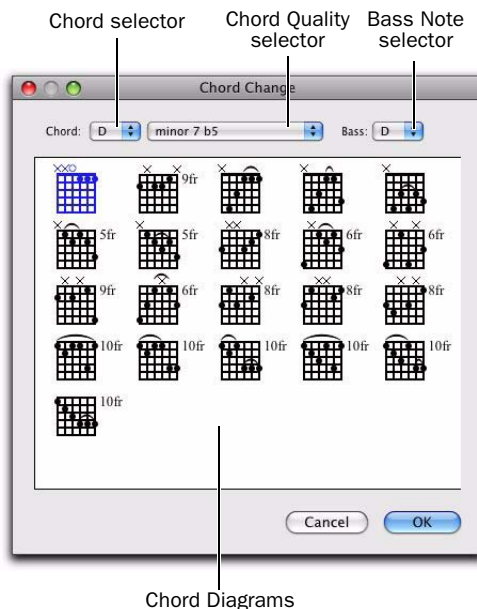 Chord selector
Chord Quality selector
Bass Note selector
Chord Change
Chord: D minor 7 b5 Bass: D
9fr
5fr 5fr 8fr 6fr 6fr
9fr 6fr 8fr 8fr 8fr
10fr 10fr 10fr 10fr 10fr
10fr
Cancel OK
Chord Diagrams